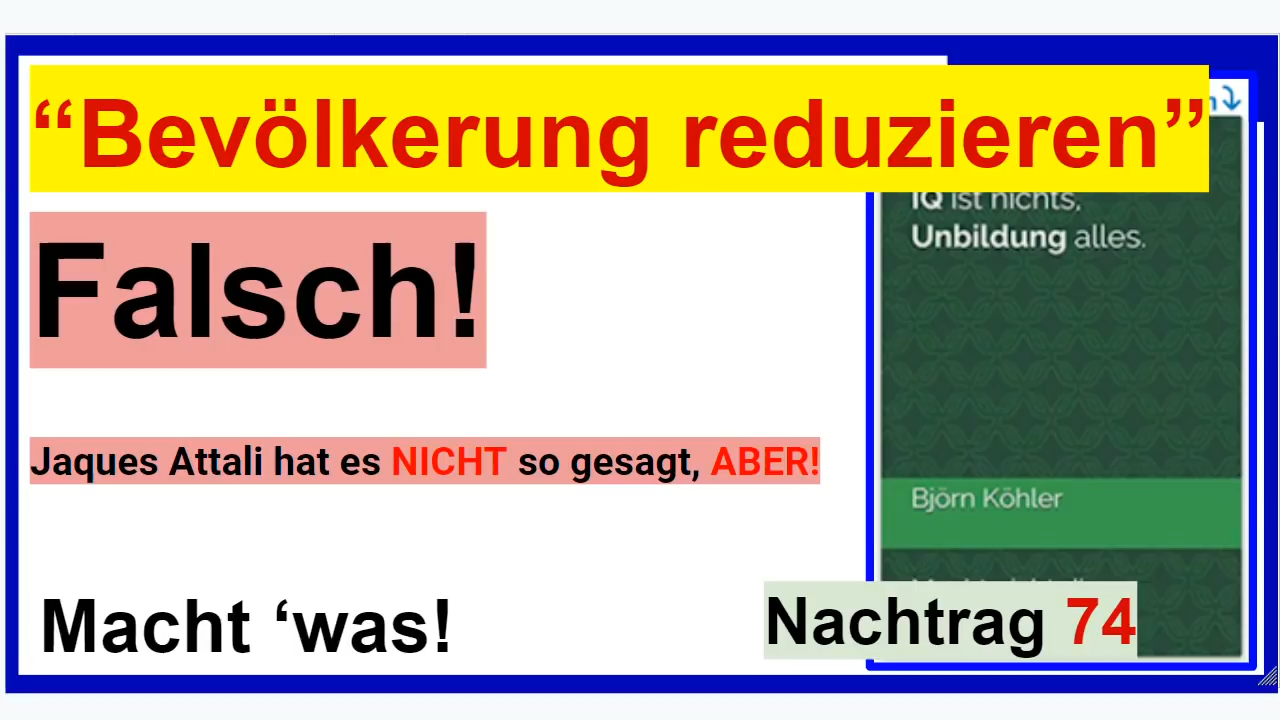 “Bevölkerung reduzieren”
IQ ist nichts,
Unbildung alles.
Falsch!
Jaques Attali hat es NICHT so gesagt, ABER!
Björn Köhler
Macht ‘was!
Nachtrag 74